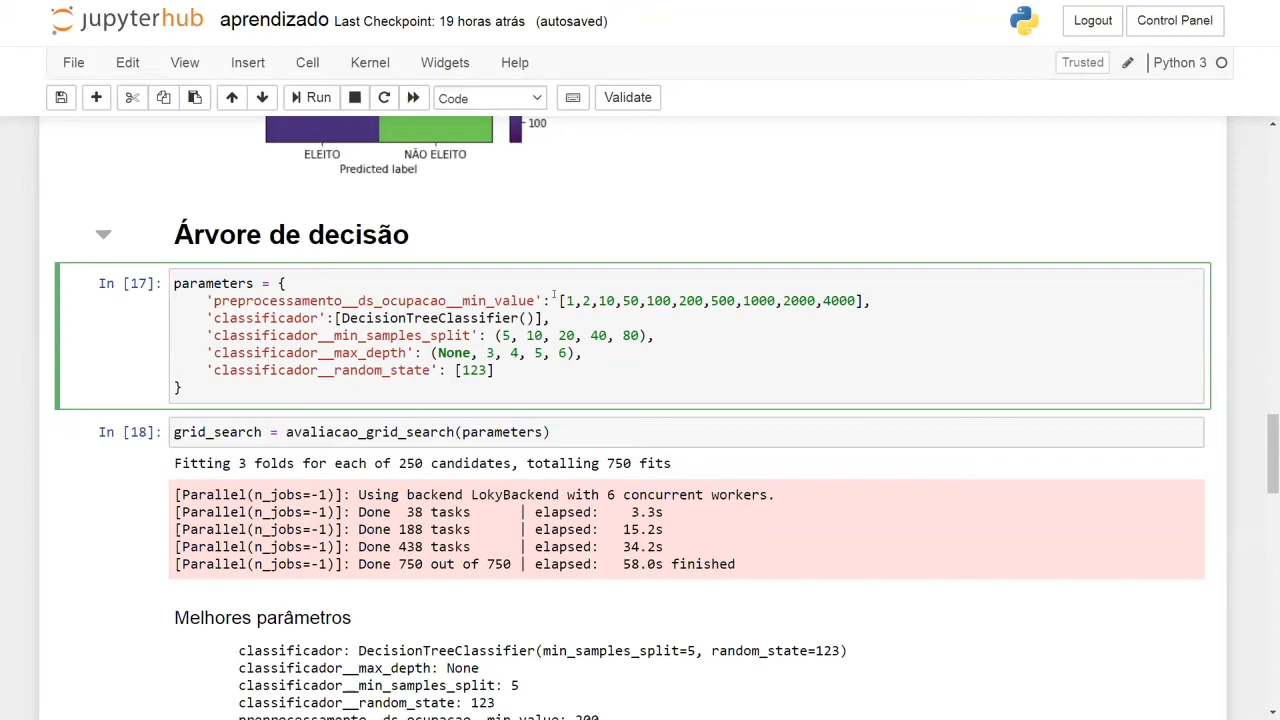 jupyterhub aprendizado Last Checkpoint: 19 horas atrás (autosaved) Logout Control Panel
File Edit View Insert Cell Kernel Widgets Help Trusted Python 3
Run Code Validate
100
ELEITO NÃO ELEITO
Predicted label
Árvore de decisão
In [17]: parameters = {
'preprocessamento__ds_ocupacao__min_value': [1,2,10,50,100,200,500,1000,2000,4000],
'classificador':[DecisionTreeClassifier()],
'classificador__min_samples_split': (5, 10, 20, 40, 80),
'classificador__max_depth': (None, 3, 4, 5, 6),
'classificador__random_state': [123]
}
In [18]: grid_search = avaliacao_grid_search(parameters)
Fitting 3 folds for each of 250 candidates, totalling 750 fits
[Parallel(n_jobs=-1)]: Using backend LokyBackend with 6 concurrent workers.
[Parallel(n_jobs=-1)]: Done 38 tasks | elapsed: 3.3s
[Parallel(n_jobs=-1)]: Done 188 tasks | elapsed: 15.2s
[Parallel(n_jobs=-1)]: Done 438 tasks | elapsed: 34.2s
[Parallel(n_jobs=-1)]: Done 750 out of 750 | elapsed: 58.0s finished
Melhores parâmetros
classificador: DecisionTreeClassifier(min_samples_split=5, random_state=123)
classificador__max_depth: None
classificador__min_samples_split: 5
classificador__random_state: 123
preprocessamento__ds_ocupacao__min_value: 200